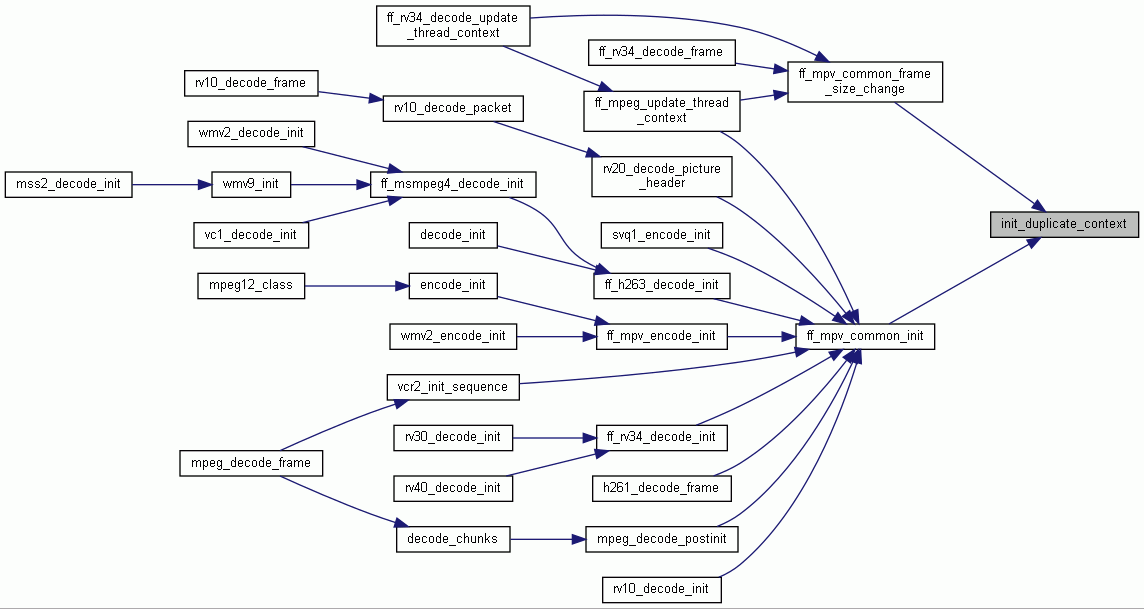 ff_rv34_decode_update
_thread_context
ff_rv34_decode_frame
ff_mpv_common_frame
_size_change
rv10_decode_frame
rv10_decode_packet
ff_mpeg_update_thread
_context
wmv2_decode_init
rv20_decode_picture
_header
mss2_decode_init
wmv9_init
ff_msmpeg4_decode_init
init_duplicate_context
vc1_decode_init
decode_init
svq1_encode_init
mpeg12_class
encode_init
ff_h263_decode_init
wmv2_encode_init
ff_mpv_encode_init
ff_mpv_common_init
vcr2_init_sequence
rv30_decode_init
ff_rv34_decode_init
mpeg_decode_frame
rv40_decode_init
h261_decode_frame
decode_chunks
mpeg_decode_postinit
rv10_decode_init